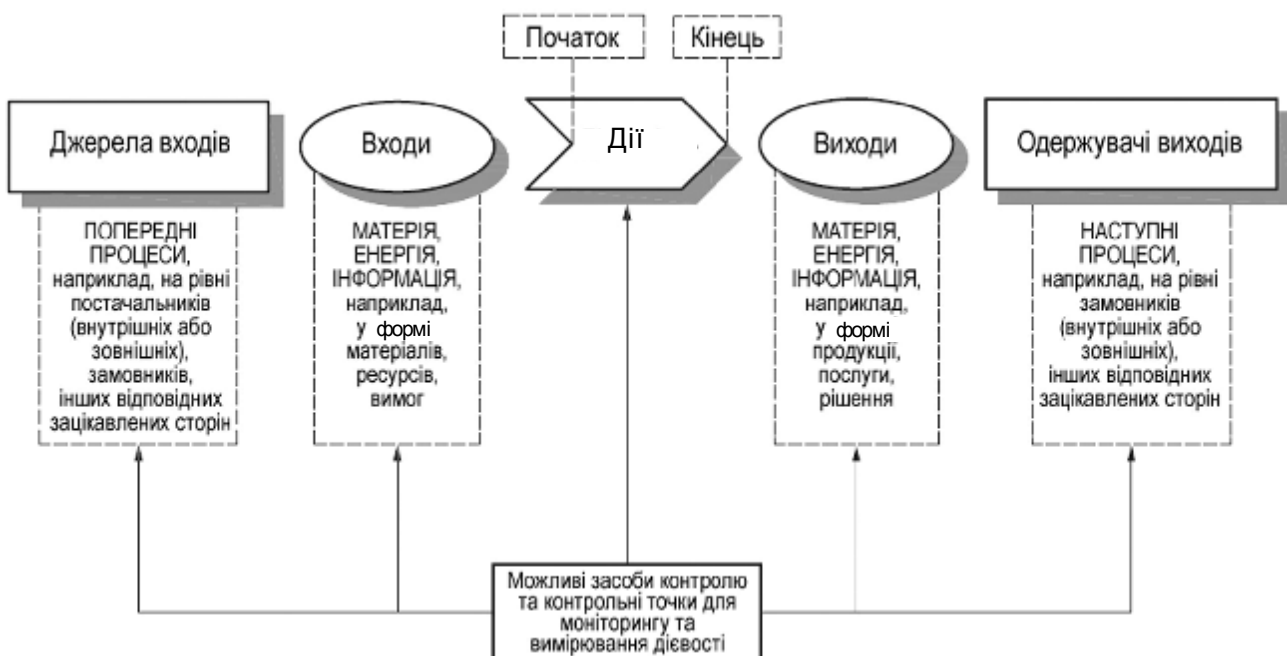 Початок
Кінець
Джерела входів
Входи
Дії
Виходи
Одержувачі виходів
ПОПЕРЕДНІ
ПРОЦЕСИ,
наприклад, на рівні
постачальників
(внутрішніх або
зовнішніх),
замовників,
інших відповідних
зацікавлених сторін
МАТЕРІЯ,
ЕНЕРГІЯ,
ІНФОРМАЦІЯ,
наприклад,
у формі
матеріалів,
ресурсів,
вимог
МАТЕРІЯ,
ЕНЕРГІЯ,
ІНФОРМАЦІЯ,
наприклад,
у формі
продукції,
послуги,
рішення
НАСТУПНІ
ПРОЦЕСИ,
наприклад, на рівні
замовників
(внутрішніх або
зовнішніх),
інших відповідних
зацікавлених сторін
Можливі засоби контролю
та контрольні точки для
моніторингу та
вимірювання дієвості